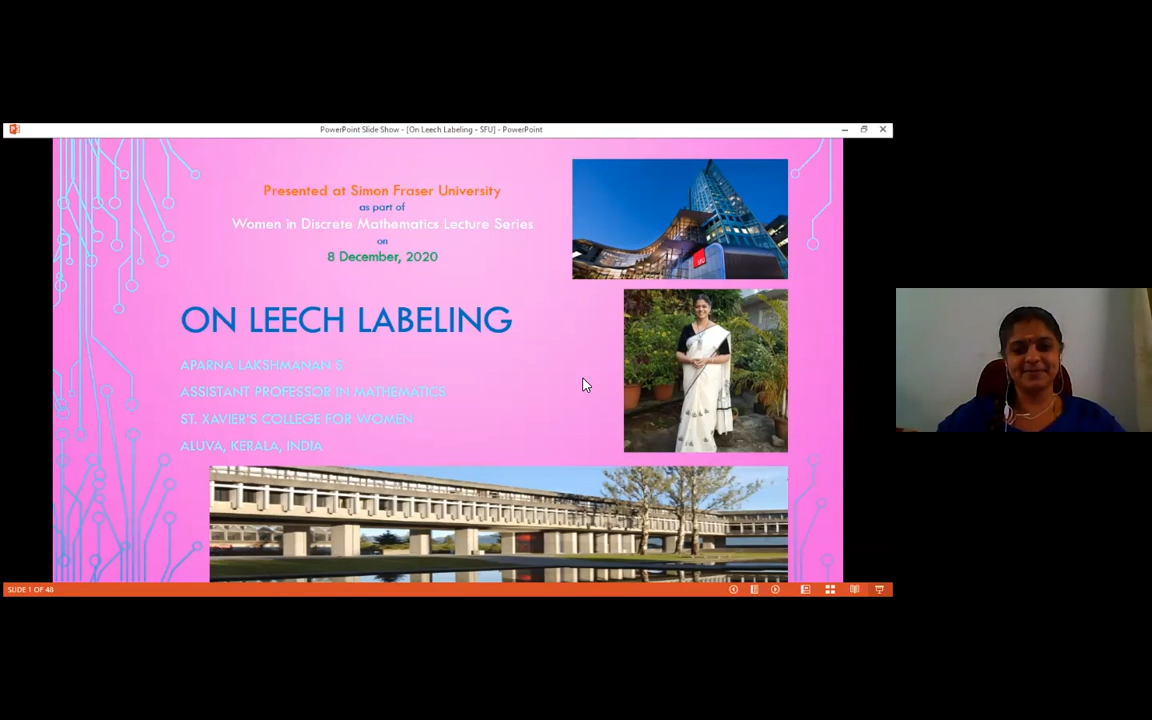 PowerPoint Slide Show - [On Leech Labeling - SFU] - PowerPoint
Presented at Simon Fraser University
as part of
Women in Discrete Mathematics Lecture Series
on
8 December, 2020
SFU
ON LEECH LABELING
APARNA LAKSHMANAN S
ASSISTANT PROFESSOR IN MATHEMATICS
ST. XAVIER'S COLLEGE FOR WOMEN
ALUVA, KERALA, INDIA
SLIDE 1 OF 48